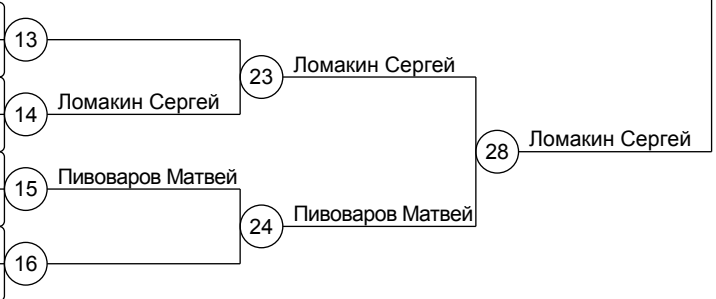 13
23 Ломакин Сергей
14 Ломакин Сергей
28 Ломакин Сергей
15 Пивоваров Матвей
24 Пивоваров Матвей
16